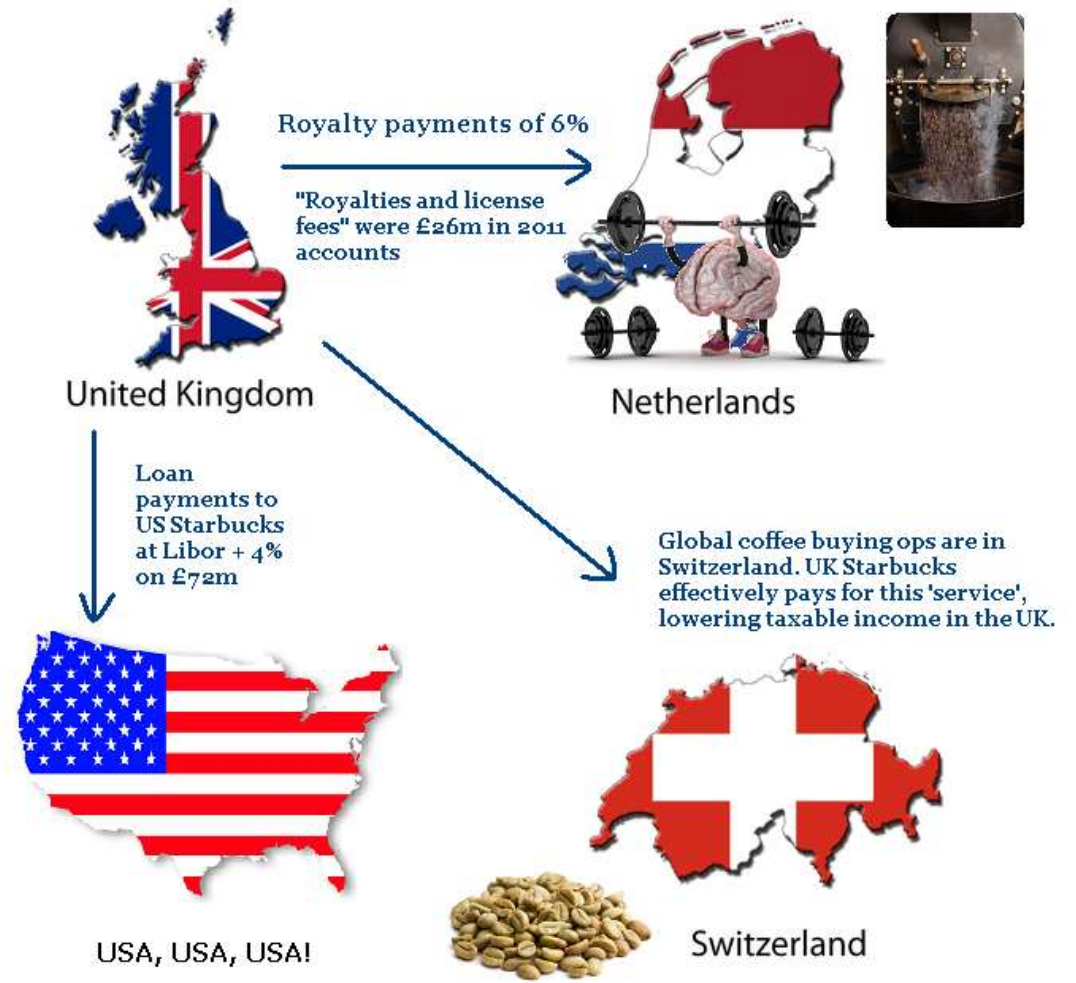 Royalty payments of 6%
"Royalties and license
fees" were £26m in 2011
accounts
United Kingdom
Netherlands
Loan
payments to
US Starbucks
at Libor + 4%
on £72m
Global coffee buying ops are in
Switzerland. UK Starbucks
effectively pays for this 'service',
lowering taxable income in the UK.
USA, USA, USA!
Switzerland